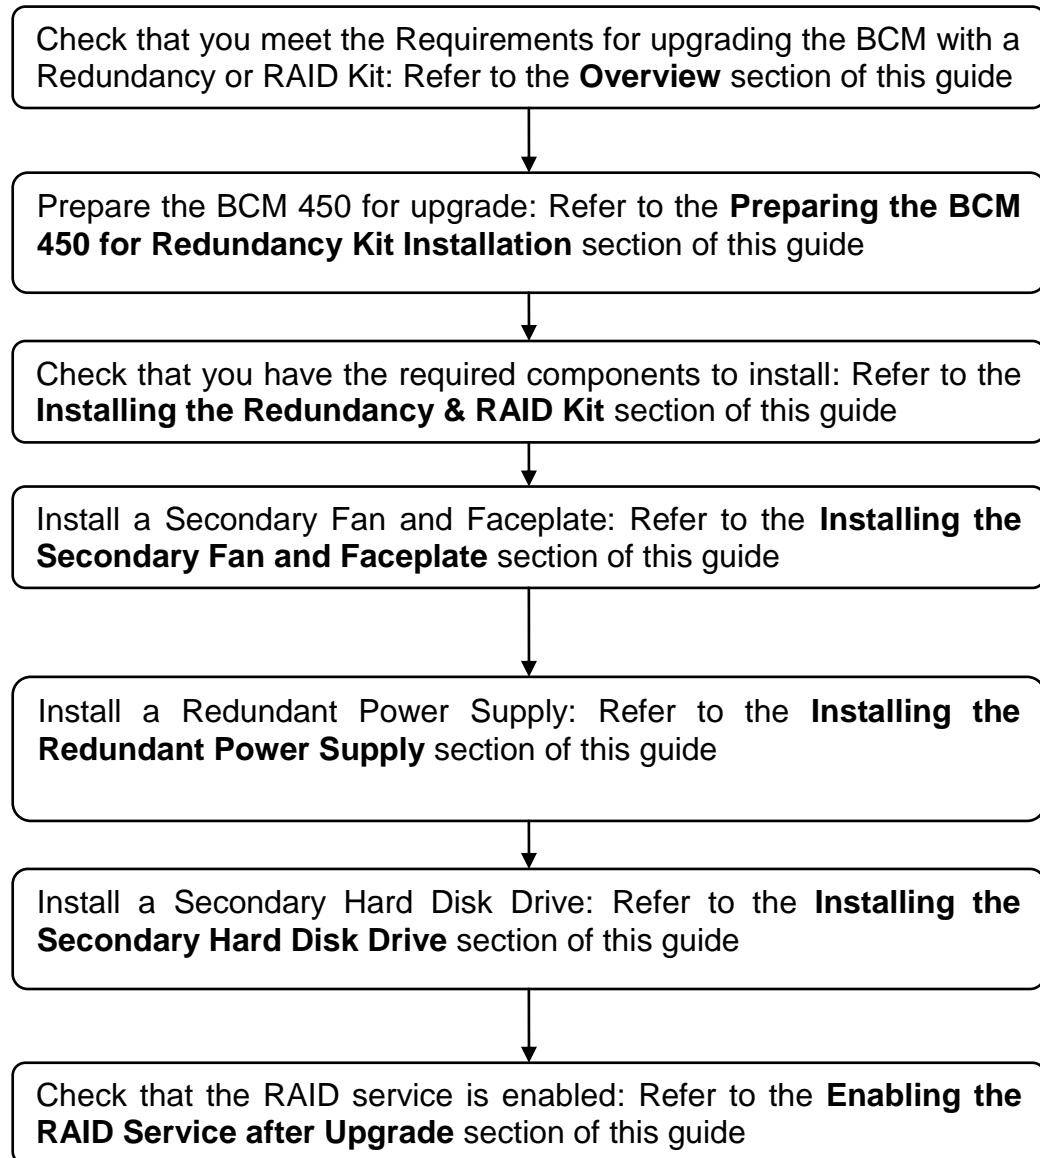 Check that you meet the Requirements for upgrading the BCM with a
Redundancy or RAID Kit: Refer to the Overview section of this guide
Prepare the BCM 450 for upgrade: Refer to the Preparing the BCM
450 for Redundancy Kit Installation section of this guide
Check that you have the required components to install: Refer to the
Installing the Redundancy & RAID Kit section of this guide
Install a Secondary Fan and Faceplate: Refer to the Installing the
Secondary Fan and Faceplate section of this guide
Install a Redundant Power Supply: Refer to the Installing the
Redundant Power Supply section of this guide
Install a Secondary Hard Disk Drive: Refer to the Installing the
Secondary Hard Disk Drive section of this guide
Check that the RAID service is enabled: Refer to the Enabling the
RAID Service after Upgrade section of this guide